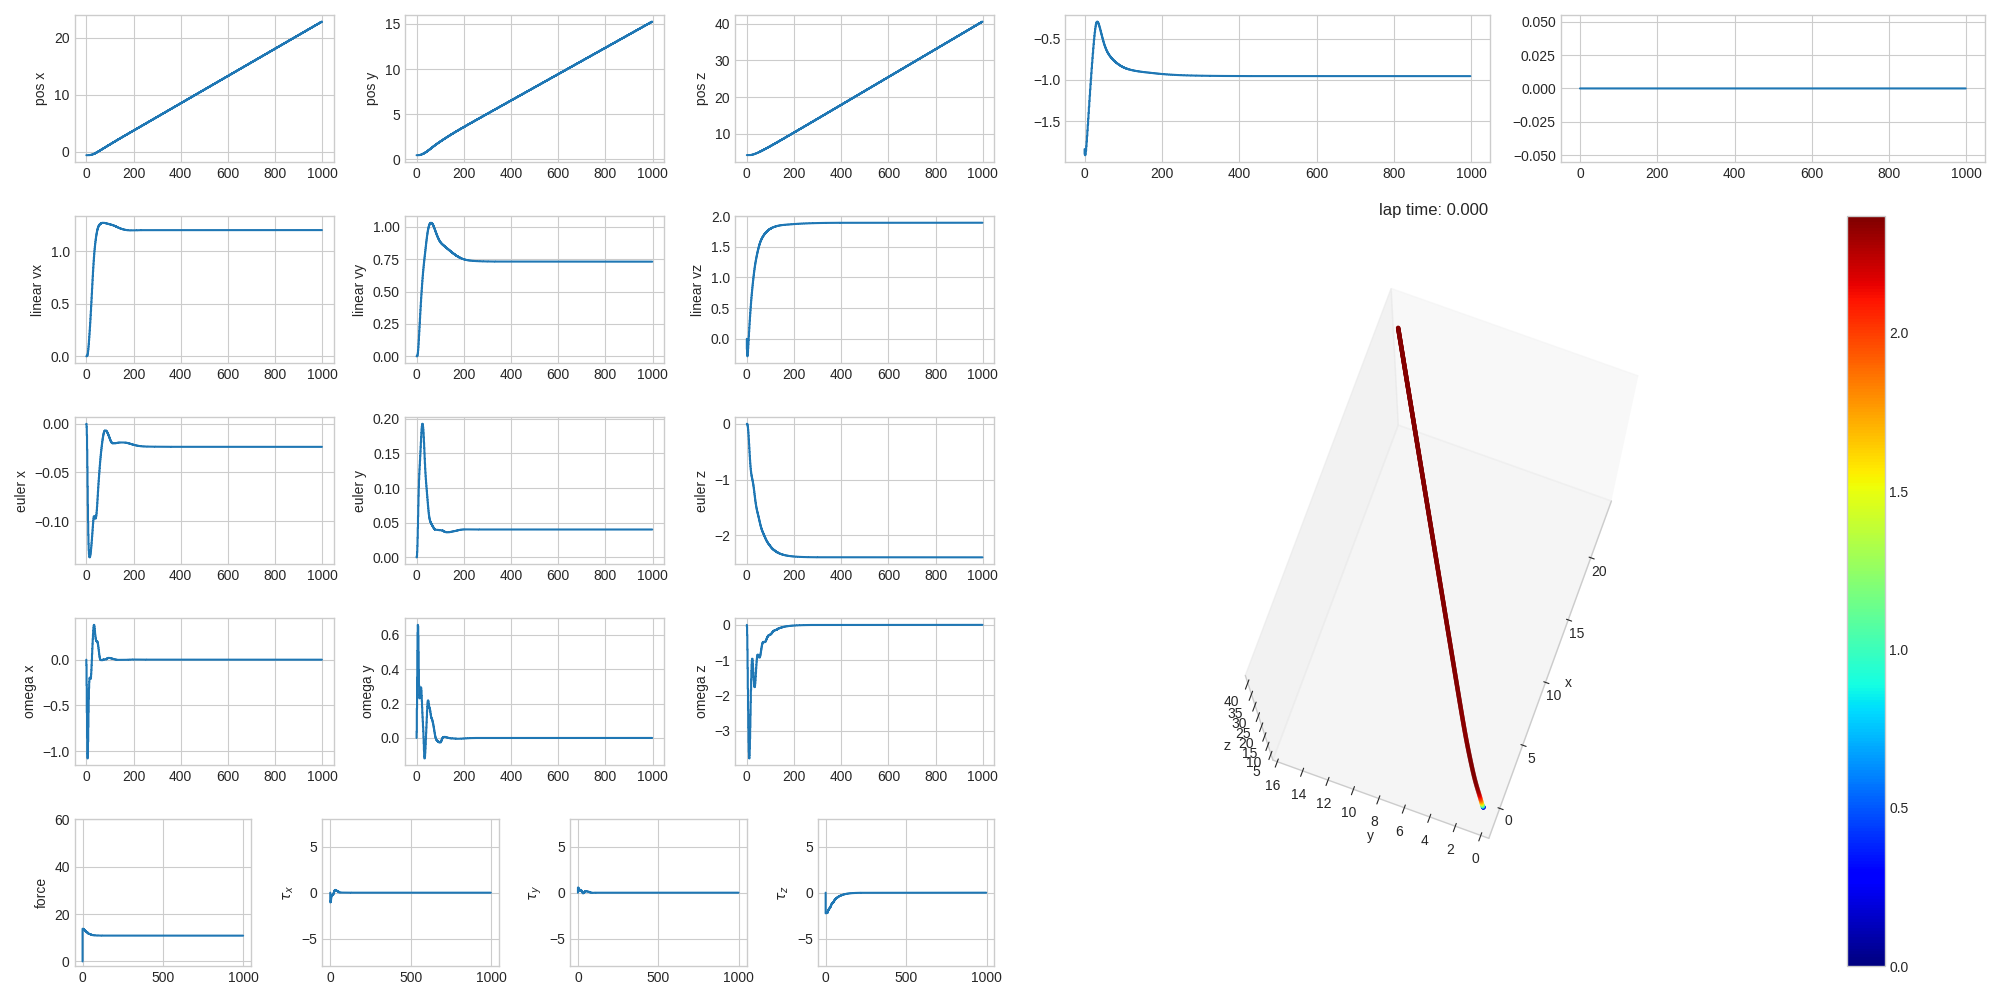 pos x
20
10
0
0 200 400 600 800 1000
pos y
15
10
5
0
0 200 400 600 800 1000
pos z
40
30
20
10
0 200 400 600 800 1000
−0.5
−1.0
−1.5
0 200 400 600 800 1000
0.050
0.025
0.000
−0.025
−0.050
0 200 400 600 800 1000
linear vx
1.0
0.5
0.0
0 200 400 600 800 1000
linear vy
1.00
0.75
0.50
0.25
0.00
0 200 400 600 800 1000
linear vz
2.0
1.5
1.0
0.5
0.0
0 200 400 600 800 1000
euler x
0.00
−0.05
−0.10
0 200 400 600 800 1000
euler y
0.20
0.15
0.10
0.05
0.00
0 200 400 600 800 1000
euler z
0
−1
−2
0 200 400 600 800 1000
omega x
0.0
−0.5
−1.0
0 200 400 600 800 1000
omega y
0.6
0.4
0.2
0.0
0 200 400 600 800 1000
omega z
0
−1
−2
−3
0 200 400 600 800 1000
force
60
40
20
0
0 500 1000
τx
5
0
−5
0 500 1000
τy
5
0
−5
0 500 1000
τz
5
0
−5
0 500 1000
lap time: 0.000
20
15
10
5
0
x
40
35
30
25
20
15
10
5
z
16
14
12
10
8
6
4
2
0
y
2.0
1.5
1.0
0.5
0.0